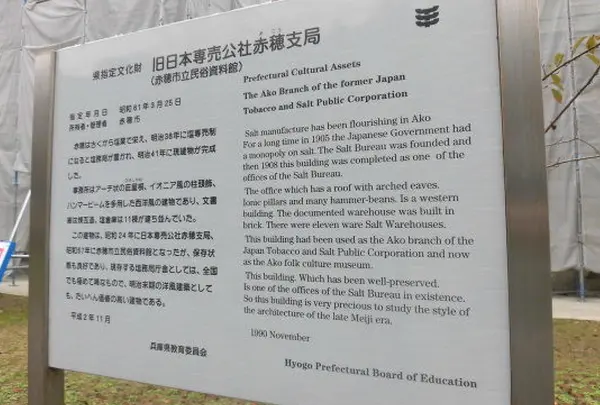 県指定文化財 旧日本専売公社赤穂支局
(赤穂市立民俗資料館)
指定年月日 昭和61年3月25日
所有者・管理者 赤穂市
赤穂は古くから塩業で栄え、明治38年に塩専売制
になると塩務局が置かれ、明治41年に現建物が完成
した。
事務所はアーチ状の庇屋根、イオニア風の柱頭飾、
ハンマービームを多用した西洋風の建物であり、文書
庫は煉瓦造、塩倉庫は11棟が建ち並んでいた。
この建物は、昭和24年に日本専売公社赤穂支局、
昭和57年に赤穂市立民俗資料館となったが、保存状
態も良好であり、現存する塩務局庁舎としては、全国
でも極めて稀なもので、明治末期の洋風建築として
も、たいへん価値の高い建物である。
平成2年11月
兵庫県教育委員会
Prefectural Cultural Assets
The Ako Branch of the former Japan
Tobacco and Salt Public Corporation
Salt manufacture has been flourishing in Ako
For a long time in 1905 the Japanese Government had
a monopoly on salt. The Salt Bureau was founded and
then 1908 this building was completed as one of the
offices of the Salt Bureau.
The office which has a roof with arched eaves.
Ionic pillars and many hammer-beams. Is a western
building. The documented warehouse was built in
brick. There were eleven ware Salt Warehouses.
This building had been used as the Ako branch of the
Japan Tobacco and Salt Public Corporation and now
as the Ako folk culture museum.
This building. Which has been well-preserved.
Is one of the offices of the Salt Bureau in existence.
So this building is very precious to study the style of
the architecture of the late Meiji era.
1990 November
Hyogo Prefectural Board of Education